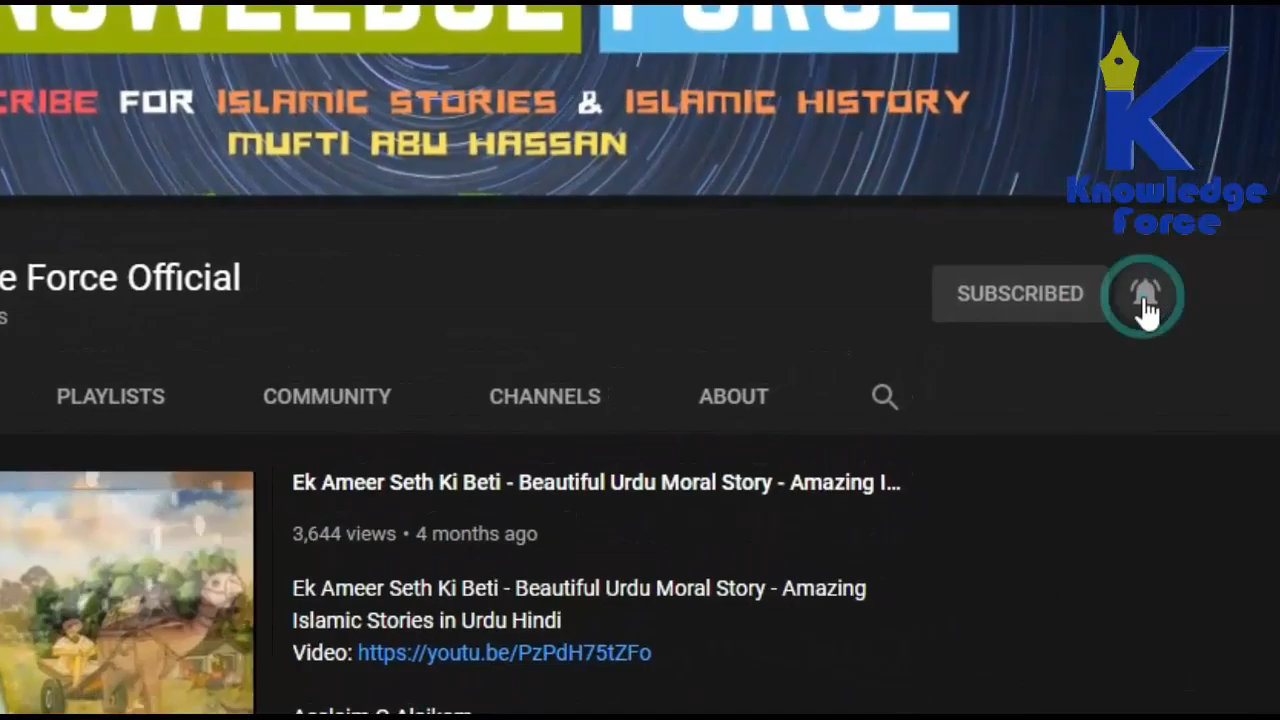 KNOWLEDGE FORCE
CRIBE FOR ISLAMIC STORIES & ISLAMIC HISTORY
MUFTI ABU HASSAN
Knowledge
Force
e Force Official
SUBSCRIBED
s
PLAYLISTS COMMUNITY CHANNELS ABOUT
Ek Ameer Seth Ki Beti - Beautiful Urdu Moral Story - Amazing I...
3,644 views • 4 months ago
Ek Ameer Seth Ki Beti - Beautiful Urdu Moral Story - Amazing
Islamic Stories in Urdu Hindi
Video: https://youtu.be/PzPdH75tZFo